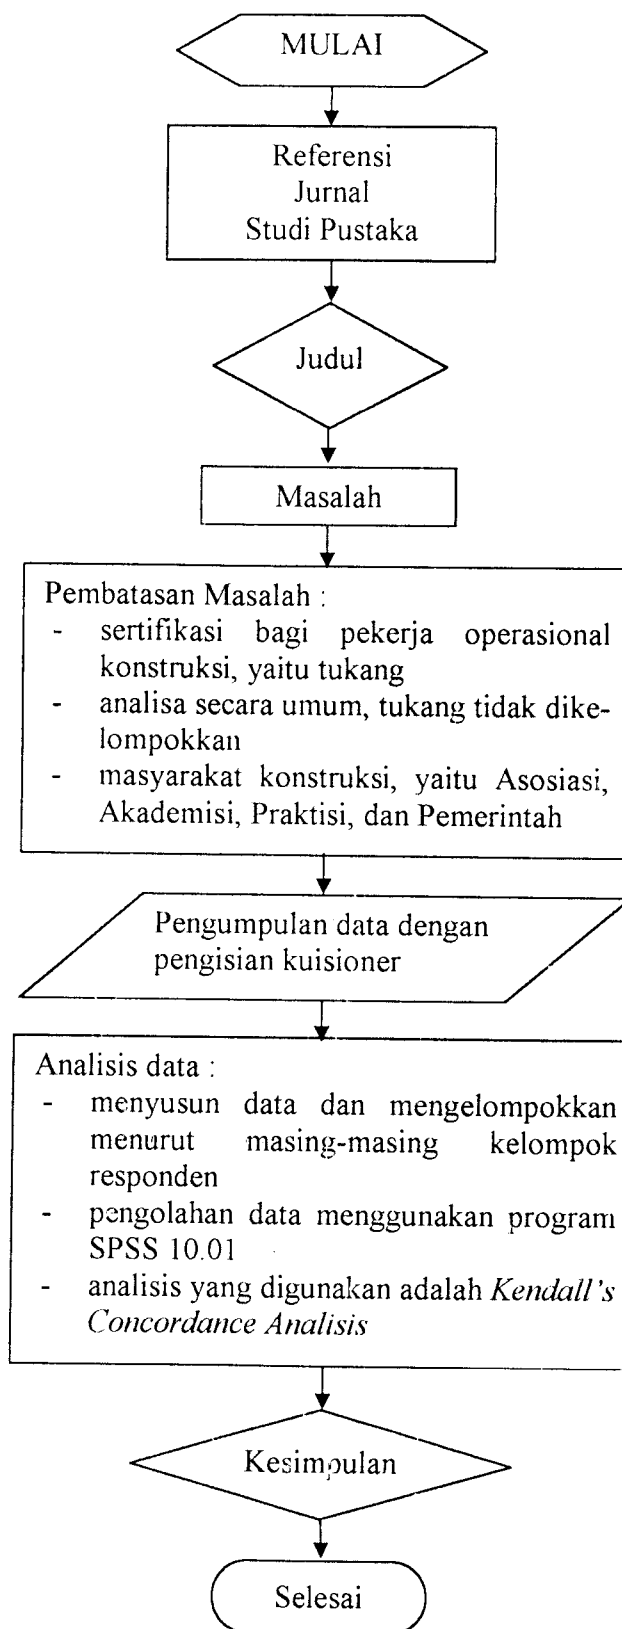 MULAI
Referensi
Jurnal
Studi Pustaka
Judul
Masalah
Pembatasan Masalah :
- sertifikasi bagi pekerja operasional
konstruksi, yaitu tukang
- analisa secara umum, tukang tidak dike-
lompokkan
- masyarakat konstruksi, yaitu Asosiasi,
Akademisi, Praktisi, dan Pemerintah
Pengumpulan data dengan
pengisian kuisioner
Analisis data :
- menyusun data dan mengelompokkan
menurut masing-masing kelompok
responden
- pengolahan data menggunakan program
SPSS 10.01
- analisis yang digunakan adalah Kendall's
Concordance Analisis
Kesimpulan
Selesai